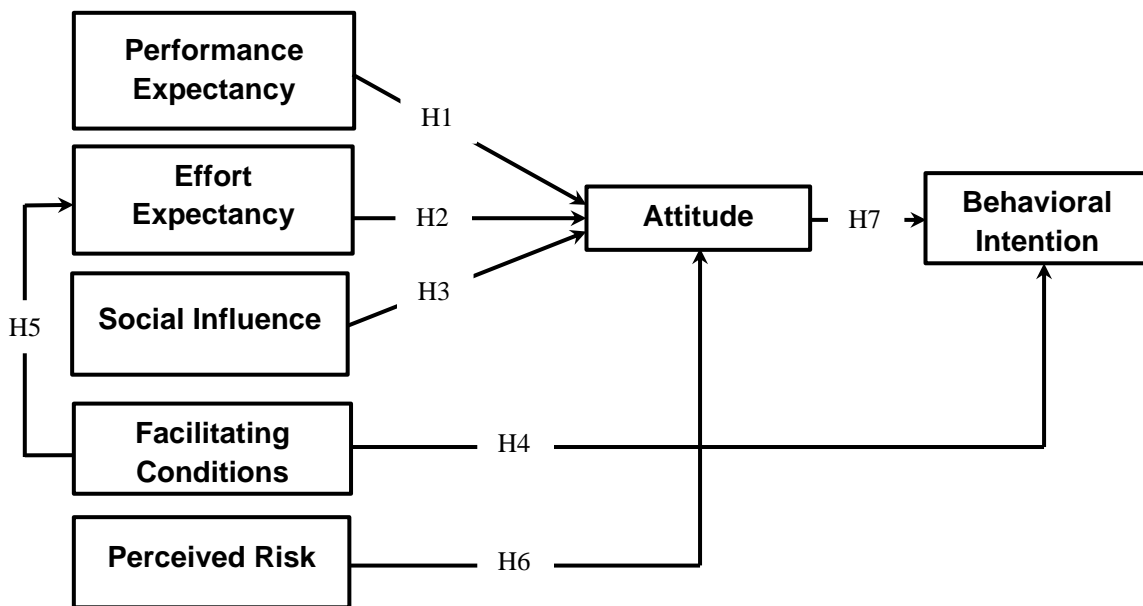 Performance
Expectancy
H1
Effort
Expectancy
H2
Attitude
H7
Behavioral
Intention
H3
Social Influence
H5
Facilitating
Conditions
H4
Perceived Risk
H6